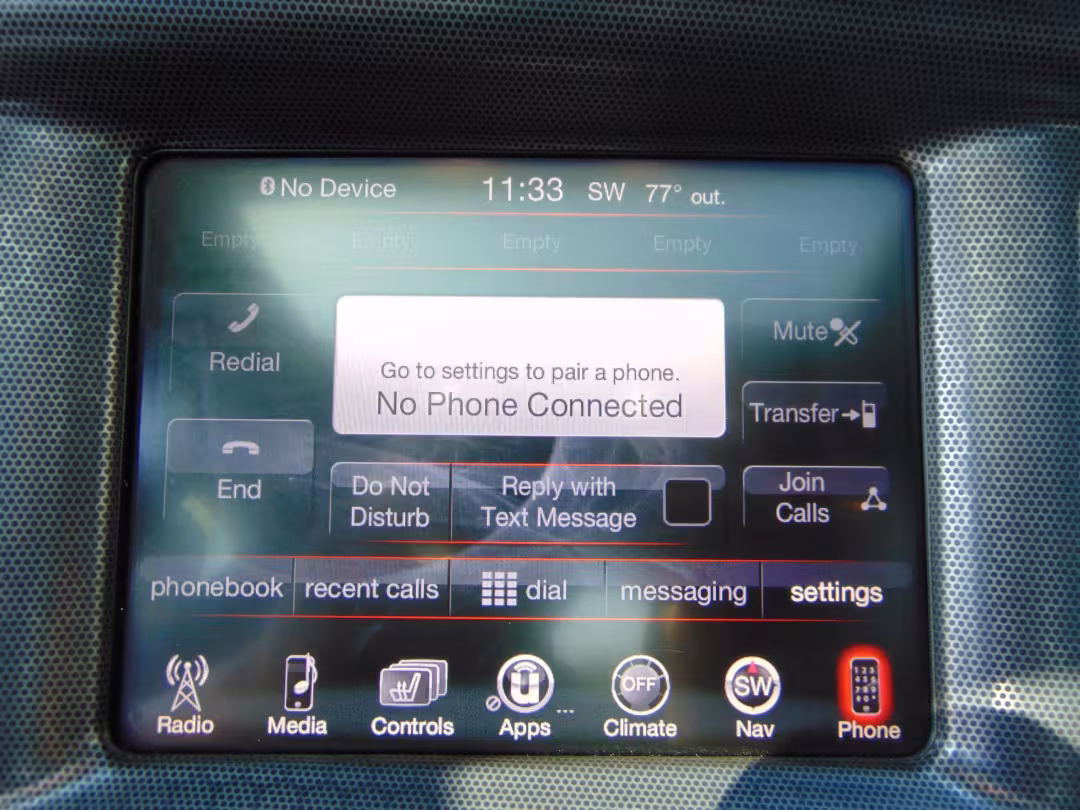 No Device 11:33 SW 77° out.
Empty Empty Empty Empty Empty
Redial
Go to settings to pair a phone.
No Phone Connected
Mute
Transfer
End
Do Not
Disturb
Reply with
Text Message
Join
Calls
phonebook recent calls dial messaging settings
OFF SW
Radio Media Controls Apps Climate Nav Phone